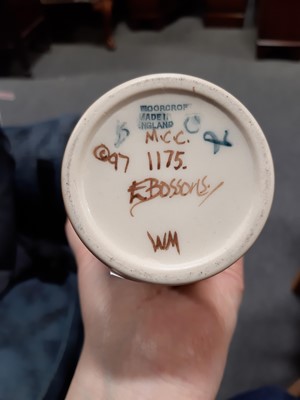 MOORCROFT
MADE IN
ENGLAND
M.C.C.
©97 1175.
E Bossons.
WM